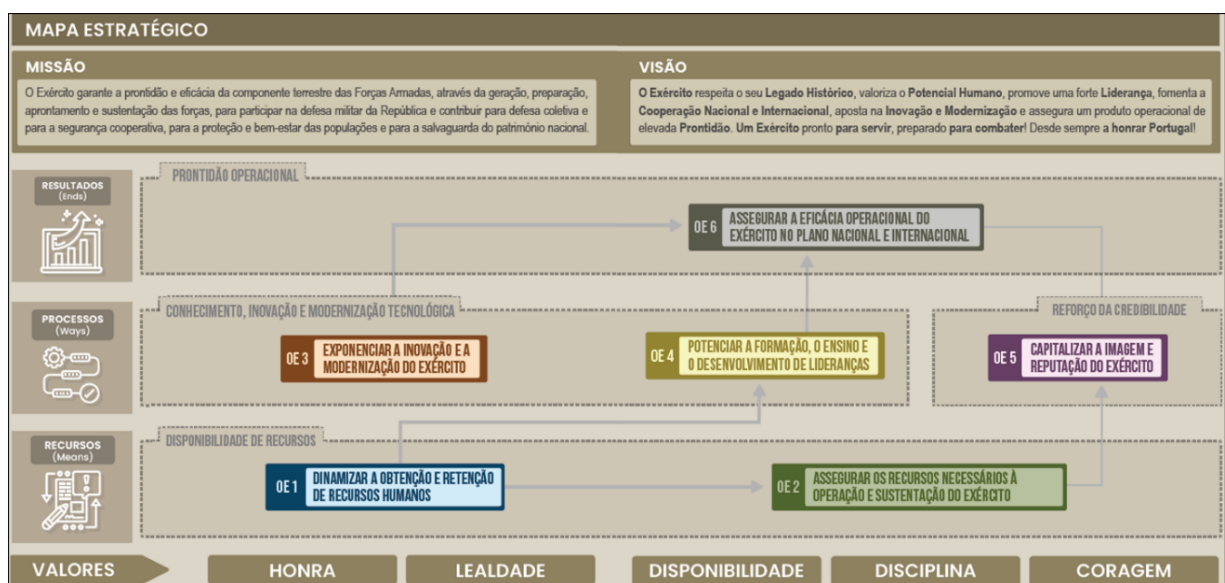 MAPA ESTRATÉGICO
MISSÃO
O Exército garante a prontidão e eficácia da componente terrestre das Forças Armadas, através da geração, preparação,
aprontamento e sustentação das forças, para participar na defesa militar da República e contribuir para defesa coletiva e
para a segurança cooperativa, para a proteção e bem-estar das populações e para a salvaguarda do património nacional.
VISÃO
O Exército respeita o seu Legado Histórico, valoriza o Potencial Humano, promove uma forte Liderança, fomenta a
Cooperação Nacional e Internacional, aposta na Inovação e Modernização e assegura um produto operacional de
elevada Prontidão. Um Exército pronto para servir, preparado para combater! Desde sempre a honrar Portugal!
RESULTADOS
(Ends)
PRONTIDÃO OPERACIONAL
OE 6
ASSEGURAR A EFICÁCIA OPERACIONAL DO
EXÉRCITO NO PLANO NACIONAL E INTERNACIONAL
PROCESSOS
(Ways)
CONHECIMENTO, INOVAÇÃO E MODERNIZAÇÃO TECNOLÓGICA
OE 3
EXPONENCIAR A INOVAÇÃO E A
MODERNIZAÇÃO DO EXÉRCITO
OE 4
POTENCIAR A FORMAÇÃO, O ENSINO E
O DESENVOLVIMENTO DE LIDERANÇAS
REFORÇO DA CREDIBILIDADE
OE 5
CAPITALIZAR A IMAGEM E
REPUTAÇÃO DO EXÉRCITO
RECURSOS
(Means)
DISPONIBILIDADE DE RECURSOS
OE 1
DINAMIZAR A OBTENÇÃO E RETENÇÃO
DE RECURSOS HUMANOS
OE 2
ASSEGURAR OS RECURSOS NECESSÁRIOS À
OPERAÇÃO E SUSTENTAÇÃO DO EXÉRCITO
VALORES
HONRA
LEALDADE
DISPONIBILIDADE
DISCIPLINA
CORAGEM